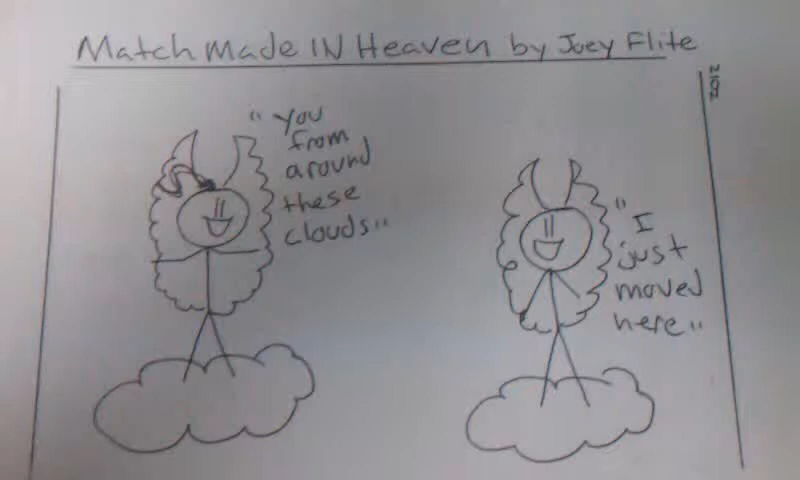 Match Made IN Heaven by Joey Flite
"You
from
around
these
clouds"
"I
just
moved
here"